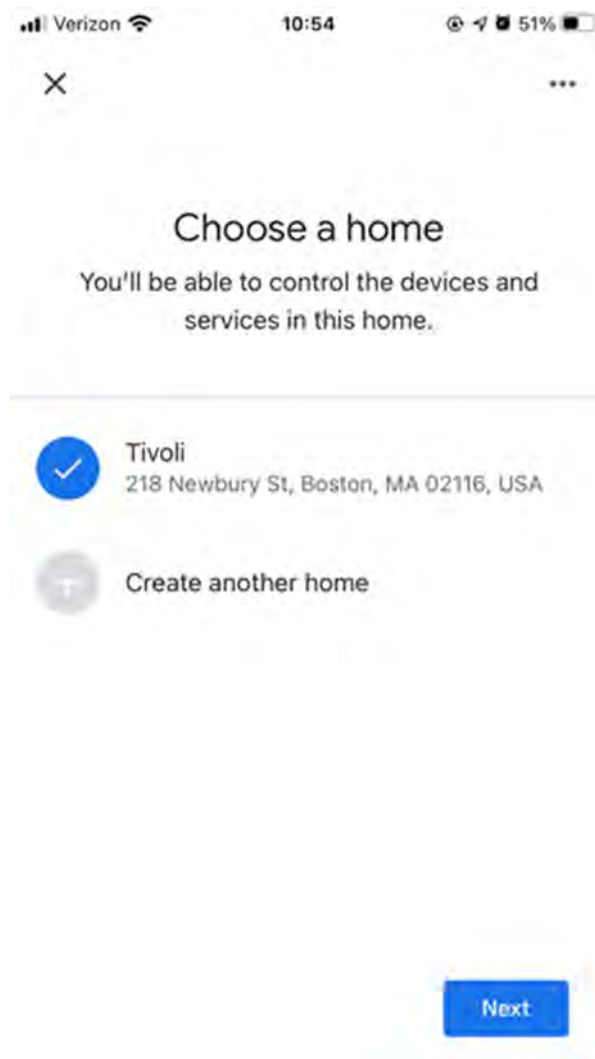 Verizon 10:54 51%
Choose a home
You'll be able to control the devices and
services in this home.
Tivoli
218 Newbury St, Boston, MA 02116, USA
Create another home
Next